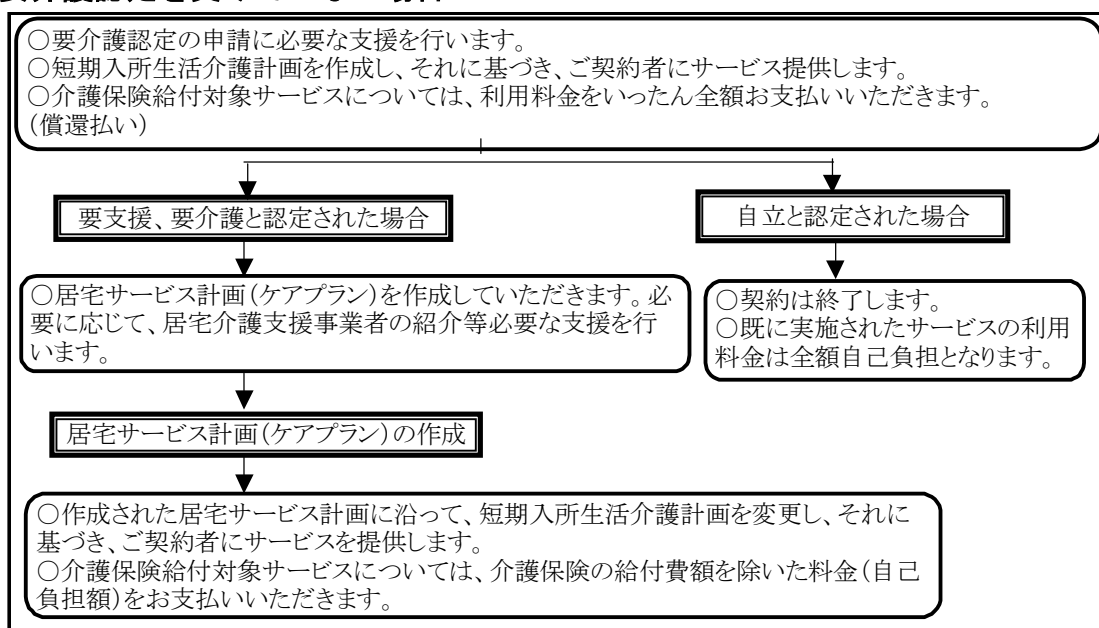 ○要介護認定の申請に必要な支援を行います。
○短期入所生活介護計画を作成し、それに基づき、ご契約者にサービス提供します。
○介護保険給付対象サービスについては、利用料金をいったん全額お支払いいただきます。
(償還払い)
要支援、要介護と認定された場合
自立と認定された場合
○居宅サービス計画(ケアプラン)を作成していただきます。必
要に応じて、居宅介護支援事業者の紹介等必要な支援を行
います。
○契約は終了します。
○既に実施されたサービスの利用
料金は全額自己負担となります。
居宅サービス計画(ケアプラン)の作成
○作成された居宅サービス計画に沿って、短期入所生活介護計画を変更し、それに
基づき、ご契約者にサービスを提供します。
○介護保険給付対象サービスについては、介護保険の給付費額を除いた料金(自己
負担額)をお支払いいただきます。